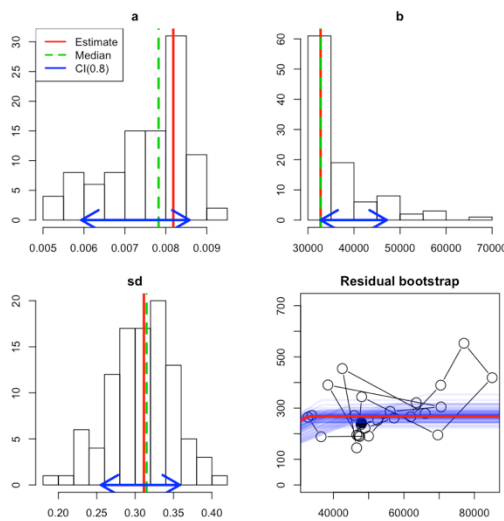 a
b
Estimate
Median
CI(0.8)
0 5 10 15 20 25 30
0 10 20 30 40 50 60
0.005 0.006 0.007 0.008 0.009
30000 40000 50000 60000 70000
sd
Residual bootstrap
0 5 10 15 20
0 100 300 500 700
0.20 0.25 0.30 0.35 0.40
40000 60000 80000